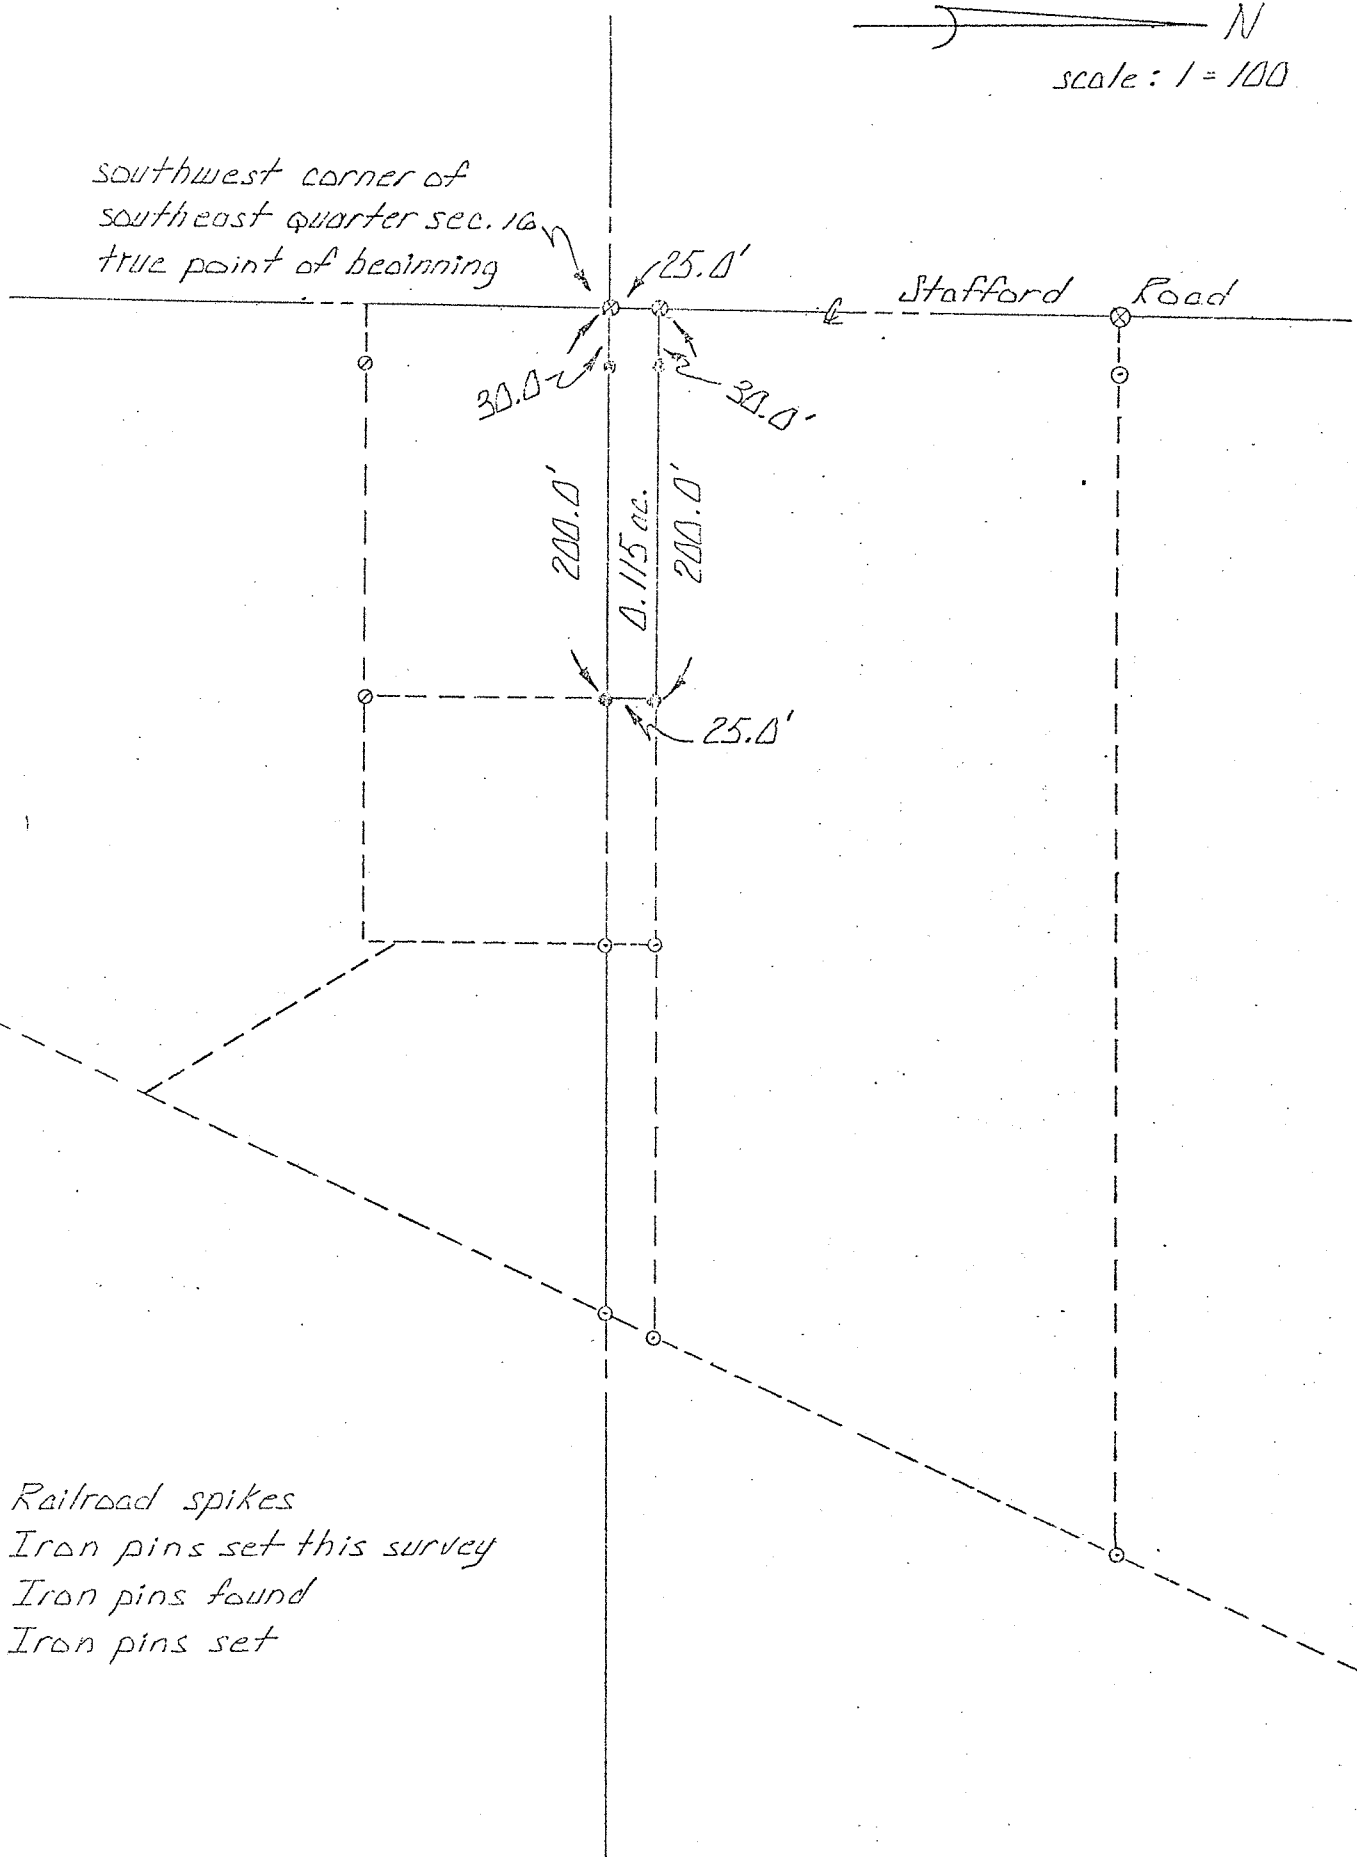 N
scale: 1 = 100
southwest corner of
southeast quarter sec. 16
true point of beginning
25.0'
Stafford Road
30.0
30.0'
200.0'
0.115 ac.
200.0'
25.0'
Railroad spikes
Iron pins set this survey
Iron pins found
Iron pins set